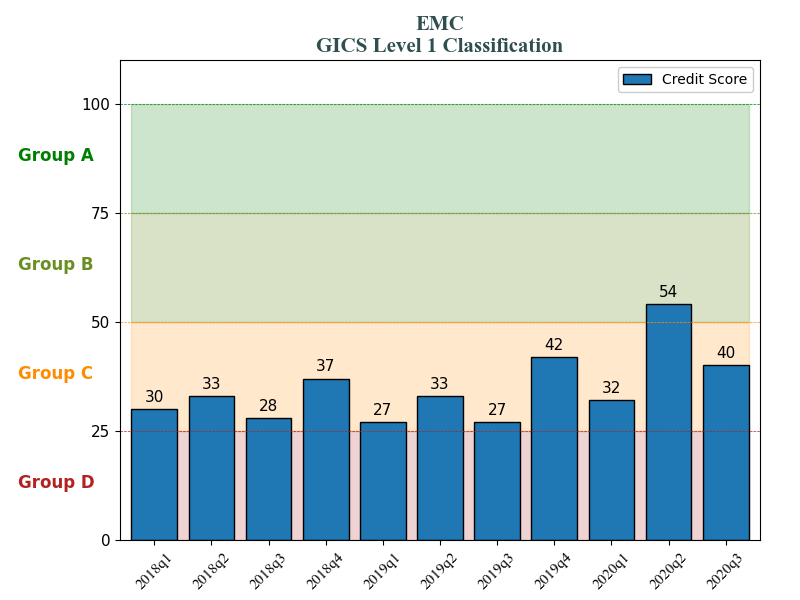 EMC
GICS Level 1 Classification
Credit Score
100
Group A
75
Group B
54
50
42
40
37
Group C
33
33
32
30
28
27
27
25
Group D
0
2018q1
2018q2
2018q3
2018q4
2019q1
2019q2
2019q3
2019q4
2020q1
2020q2
2020q3